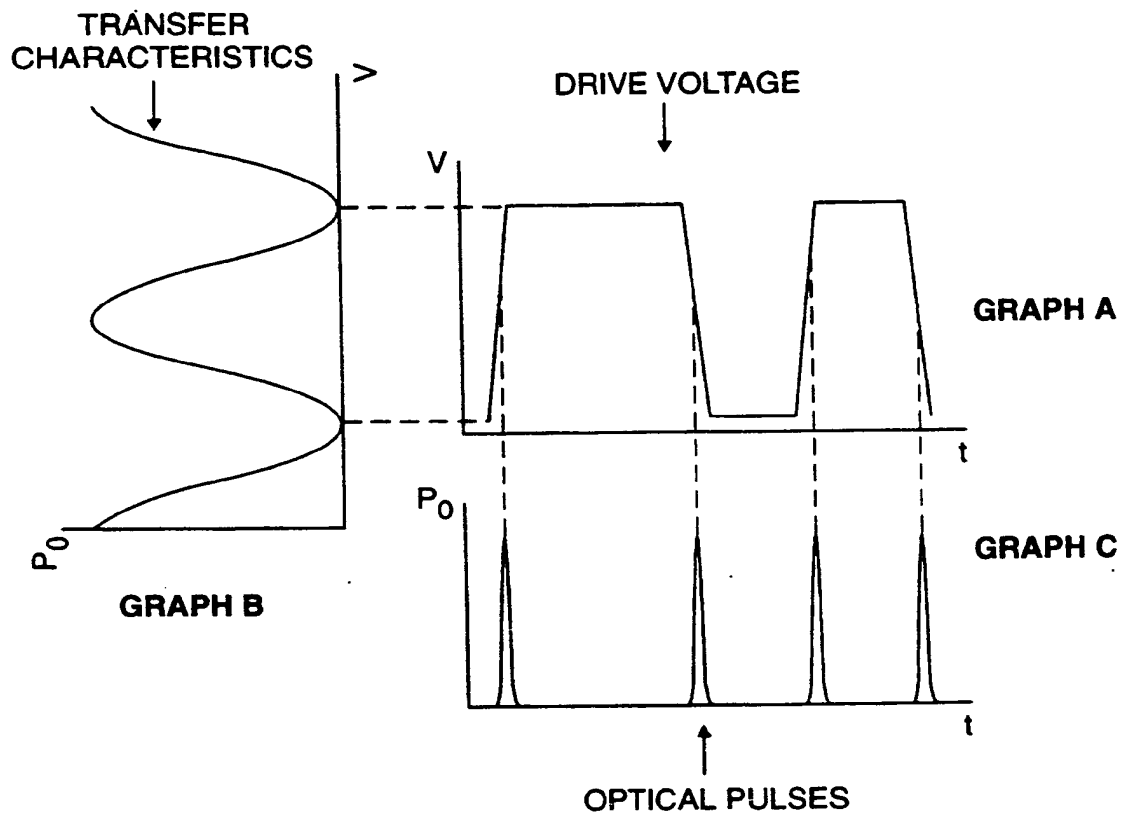 TRANSFER
CHARACTERISTICS
V
DRIVE VOLTAGE
V
GRAPH A
t
P0
GRAPH B
P0
GRAPH C
t
OPTICAL PULSES